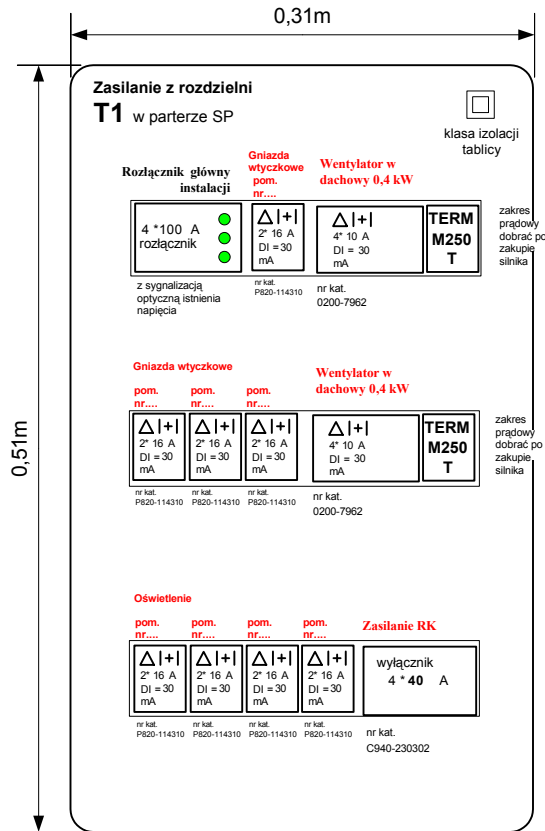 0,31m
0,51m
Zasilanie z rozdzielni
T1 w parterze SP
klasa izolacji
tablicy
Rozłącznik główny
instalacji
Gniazda
wtyczkowe
pom.
nr....
Wentylator w
dachowy 0,4 kW
4 *100 A
rozłącznik
2* 16 A
DI = 30
mA
4* 10 A
DI = 30
mA
TERM
M250
T
zakres
prądowy
dobrać po
zakupie
silnika
z sygnalizacją
optyczną istnienia
napięcia
nr kat.
P820-114310
nr kat.
0200-7962
Gniazda wtyczkowe
pom.
nr....
pom.
nr....
pom.
nr....
Wentylator w
dachowy 0,4 kW
2* 16 A
DI = 30
mA
2* 16 A
DI = 30
mA
2* 16 A
DI = 30
mA
4* 10 A
DI = 30
mA
TERM
M250
T
zakres
prądowy
dobrać po
zakupie
silnika
nr kat.
P820-114310
nr kat.
P820-114310
nr kat.
P820-114310
nr kat.
0200-7962
Oświetlenie
pom.
nr....
pom.
nr....
pom.
nr....
pom.
nr....
Zasilanie RK
2* 16 A
DI = 30
mA
2* 16 A
DI = 30
mA
2* 16 A
DI = 30
mA
2* 16 A
DI = 30
mA
wyłącznik
4 * 40 A
nr kat.
P820-114310
nr kat.
P820-114310
nr kat.
P820-114310
nr kat.
P820-114310
nr kat.
C940-230302